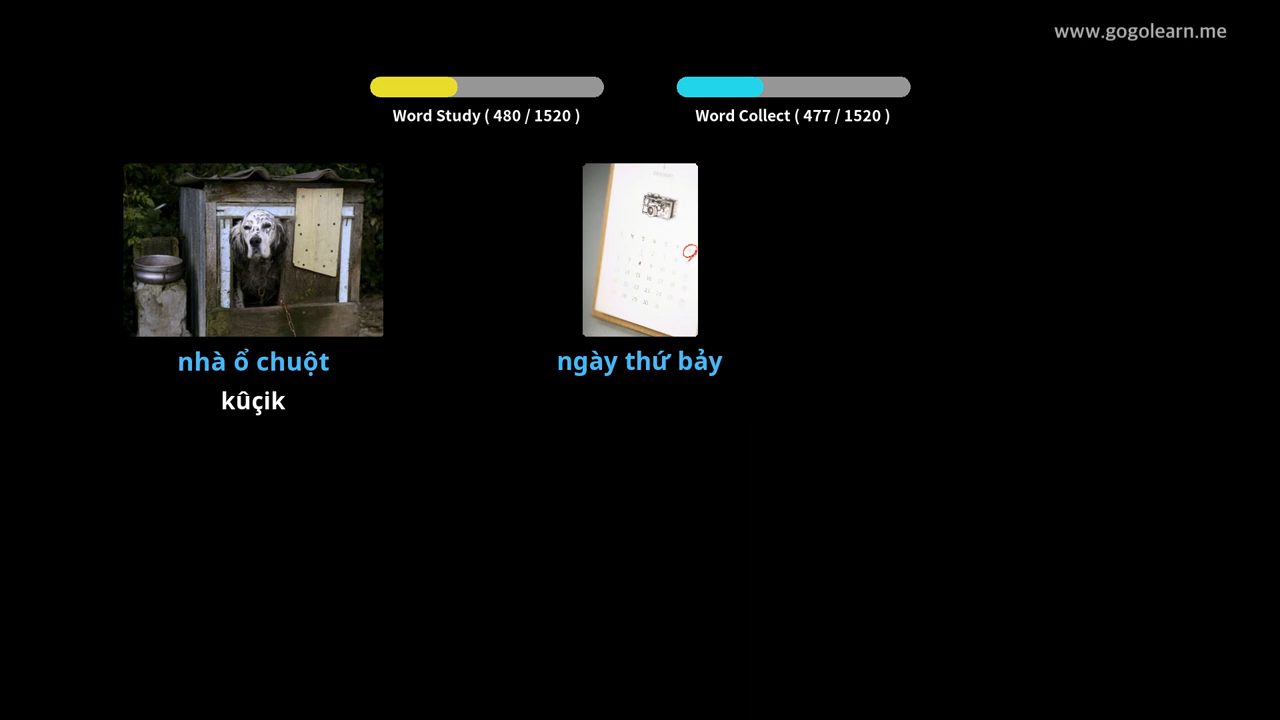 www.gogolearn.me
Word Study ( 480 / 1520 )
Word Collect ( 477 / 1520 )
nhà ổ chuột
ngày thứ bảy
kûçik